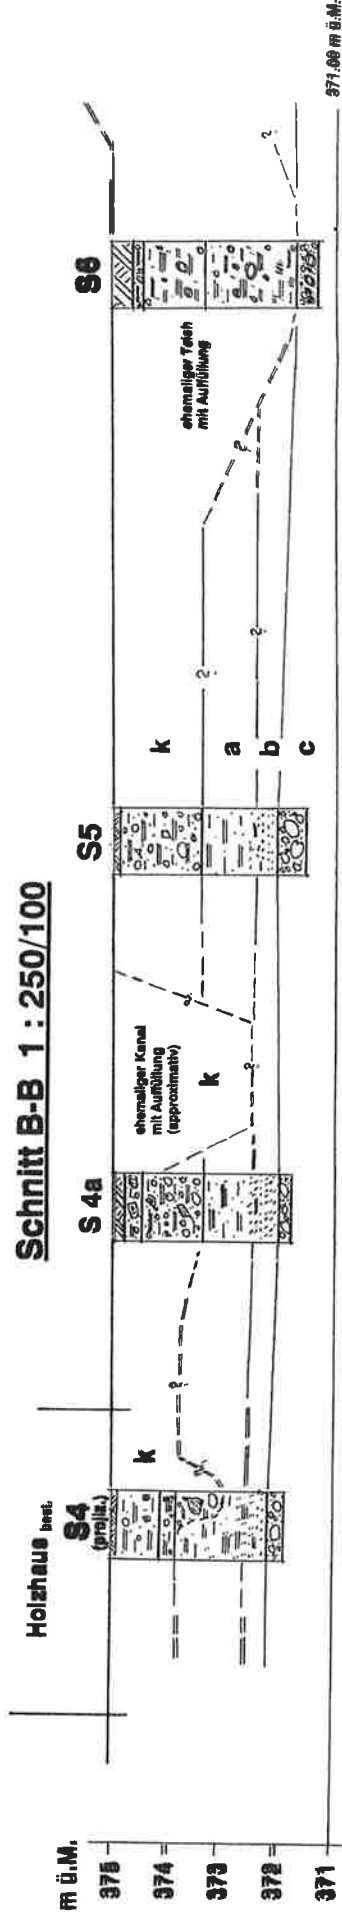 Schnitt B-B 1 : 250/100
Holzhaus best.
S4
(projiz.)
S 4a
S5
S6
k
ehemaliger Kanal
mit Auffüllung
(approximativ)
k
k
a
b
c
ehemaliger Teich
mit Auffüllung
?
?
?
?
?
?
?
?
m ü.M.
375
374
373
372
371
371.00 m ü.M.